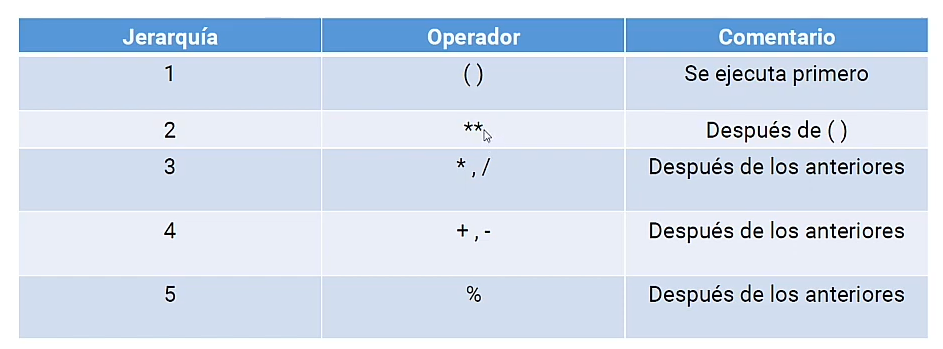 Jerarquía Operador Comentario
1 ( ) Se ejecuta primero
2 ** Después de ( )
3 * , / Después de los anteriores
4 + , - Después de los anteriores
5 % Después de los anteriores